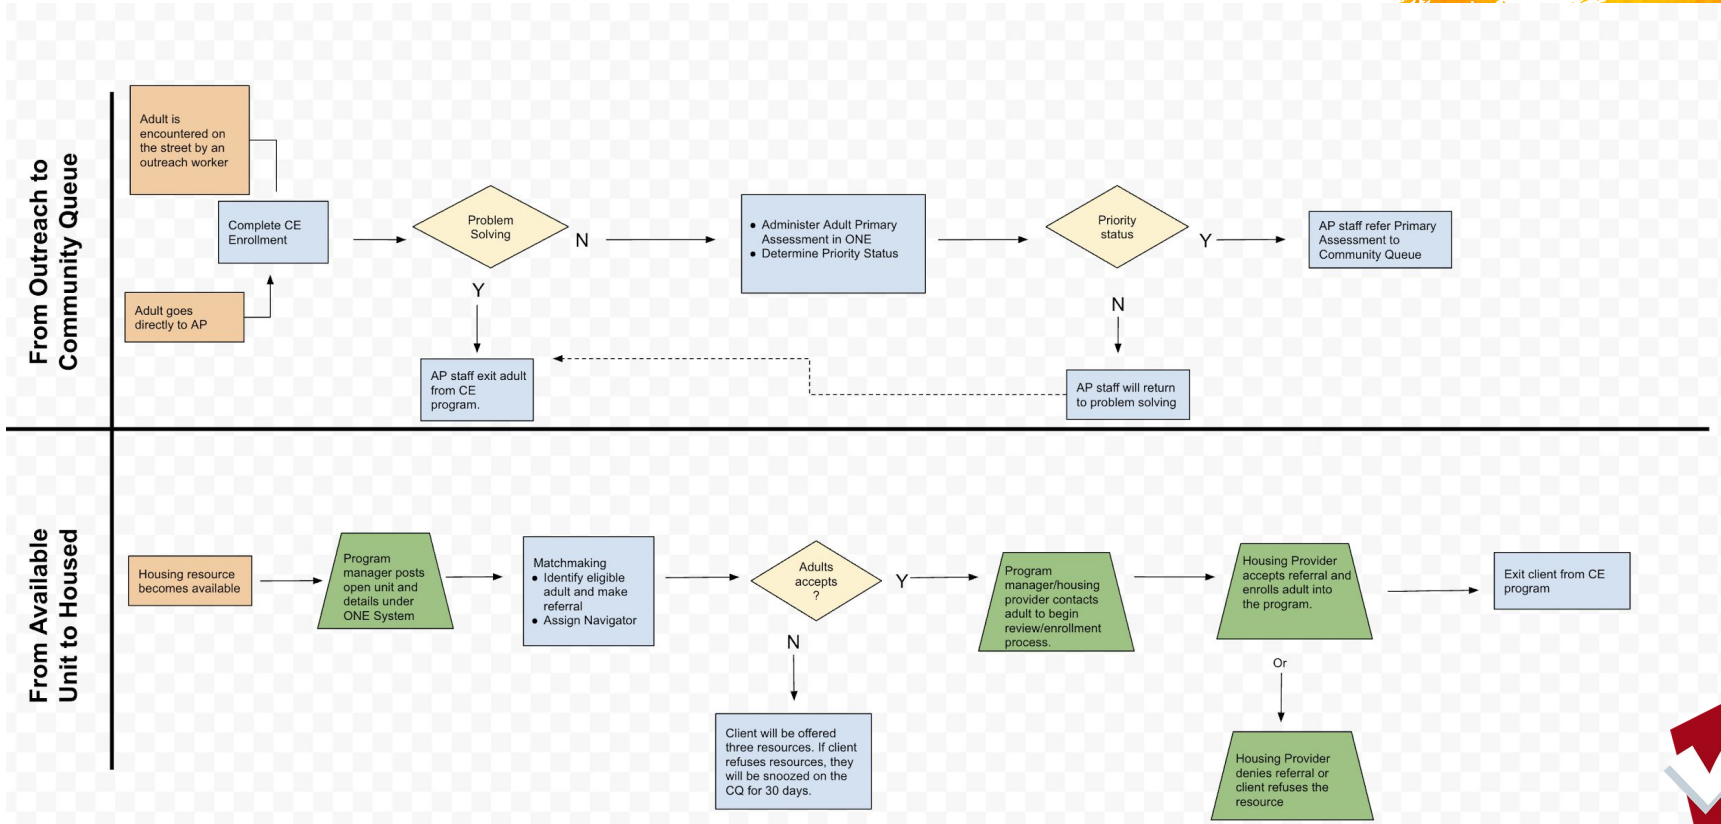 From Outreach to
Community Queue
Adult is
encountered on
the street by an
outreach worker
Complete CE
Enrollment
Adult goes
directly to AP
Problem
Solving
N
Y
AP staff exit adult
from CE
program.
● Administer Adult Primary
Assessment in ONE
● Determine Priority Status
Priority
status
Y
N
AP staff refer Primary
Assessment to
Community Queue
AP staff will return
to problem solving
From Available
Unit to Housed
Housing resource
becomes available
Program
manager posts
open unit and
details under
ONE System
Matchmaking
● Identify eligible
adult and make
referral
● Assign Navigator
Adults
accepts
?
Y
N
Client will be offered
three resources. If client
refuses resources, they
will be snoozed on the
CQ for 30 days.
Program
manager/housing
provider contacts
adult to begin
review/enrollment
process.
Housing Provider
accepts referral and
enrolls adult into
the program.
Or
Housing Provider
denies referral or
client refuses the
resource
Exit client from CE
program